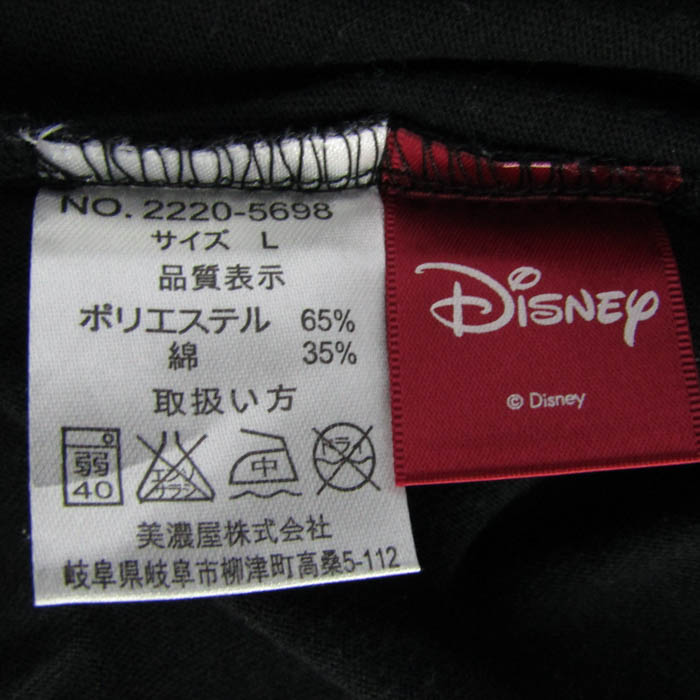 NO. 2220-5698
サイズ L
品質表示
ポリエステル 65%
綿 35%
取扱い方
弱
40
エンソ
サラシ
中
ドライ
美濃屋株式会社
岐阜県岐阜市柳津町高桑5-112
Disney
© Disney